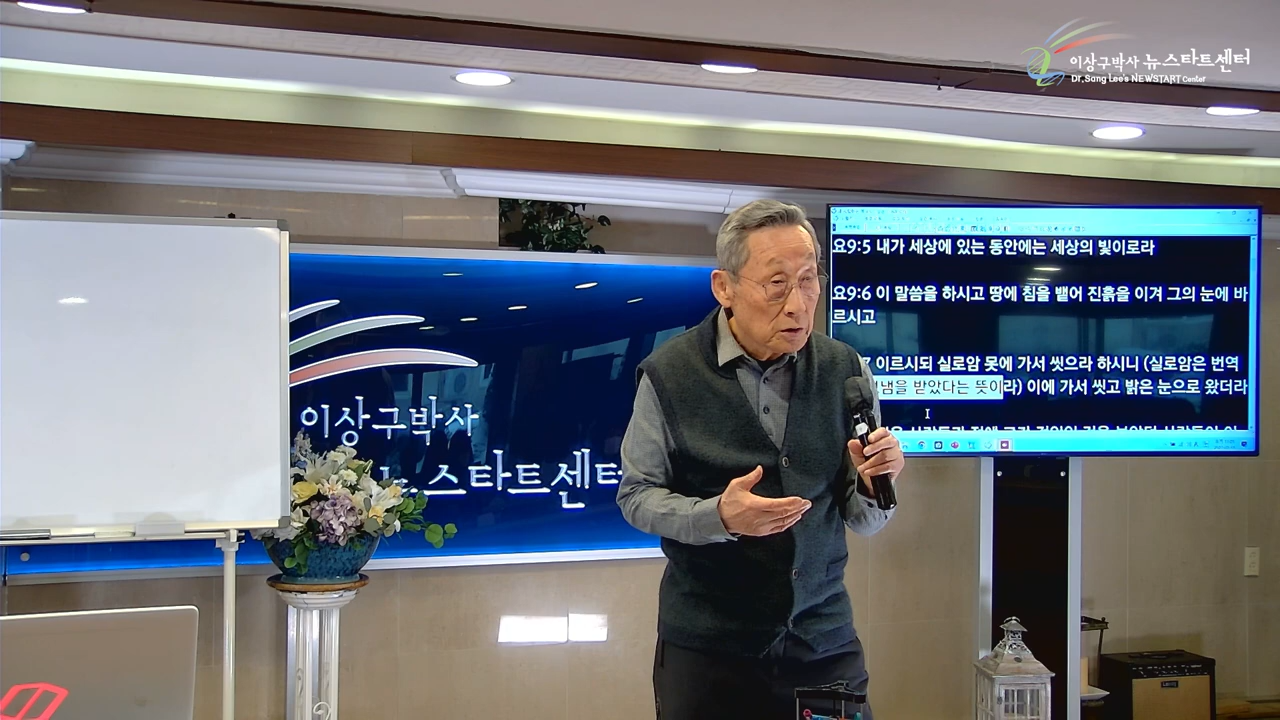 이상구박사 뉴스타트센터
Dr.Sang Lee's NEWSTART Center
요9:5 내가 세상에 있는 동안에는 세상의 빛이로라
요9:6 이 말씀을 하시고 땅에 침을 뱉어 진흙을 이겨 그의 눈에 바
르시고
이르시되 실로암 못에 가서 씻으라 하시니 (실로암은 번역
받았다는 뜻이라) 이에 가서 씻고 밝은 눈으로 왔더라
이상구박사
뉴스타트센터